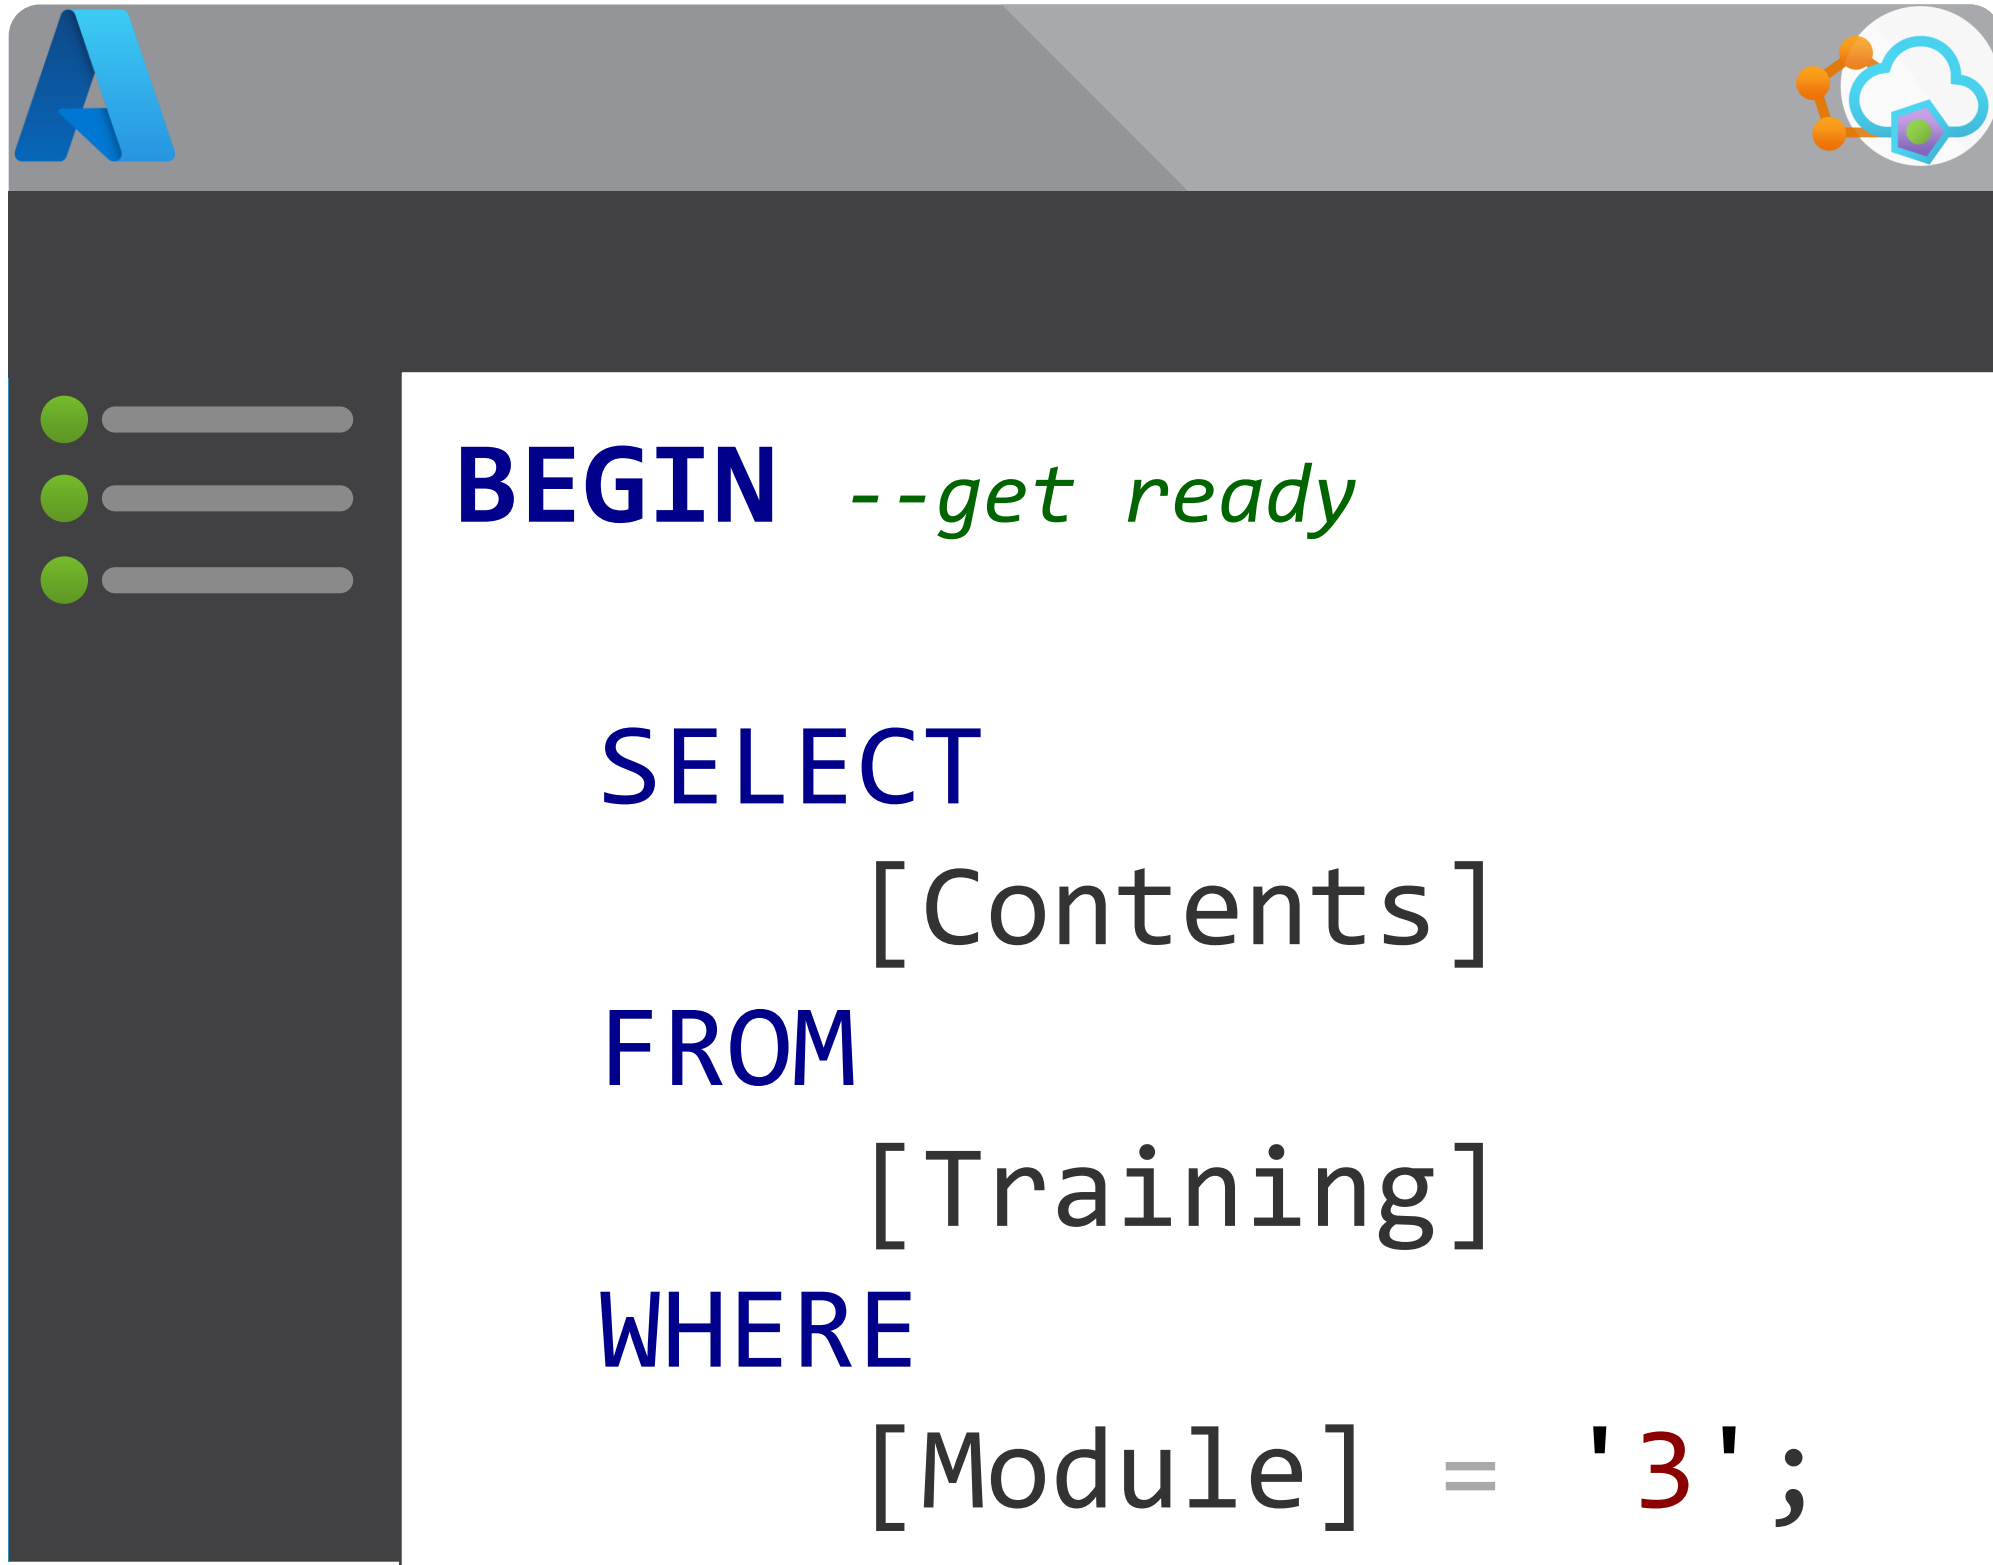 BEGIN --get ready
SELECT
[Contents]
FROM
[Training]
WHERE
[Module] = '3';